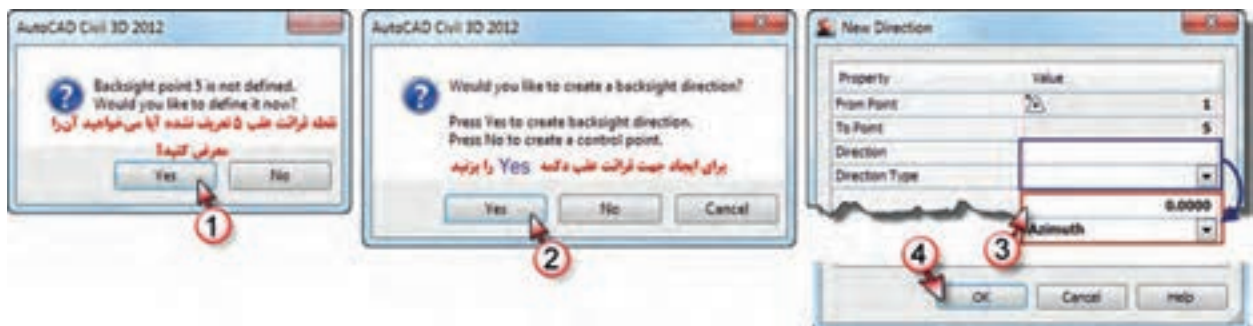 AutoCAD Civil 3D 2012
Backsight point 5 is not defined.
Would you like to define it now?
نقطه قرائت عقب ۵ تعریف نشده آیا می‌خواهید آن را
معرفی کنید؟
Yes No
1
AutoCAD Civil 3D 2012
Would you like to create a backsight direction?
Press Yes to create backsight direction.
Press No to create a control point.
برای ایجاد جهت قرائت عقب دکمه Yes را بزنید
Yes No Cancel
2
New Direction
Property Value
From Point 1
To Point 5
Direction
Direction Type
0.0000
Azimuth
3
4
OK Cancel Help